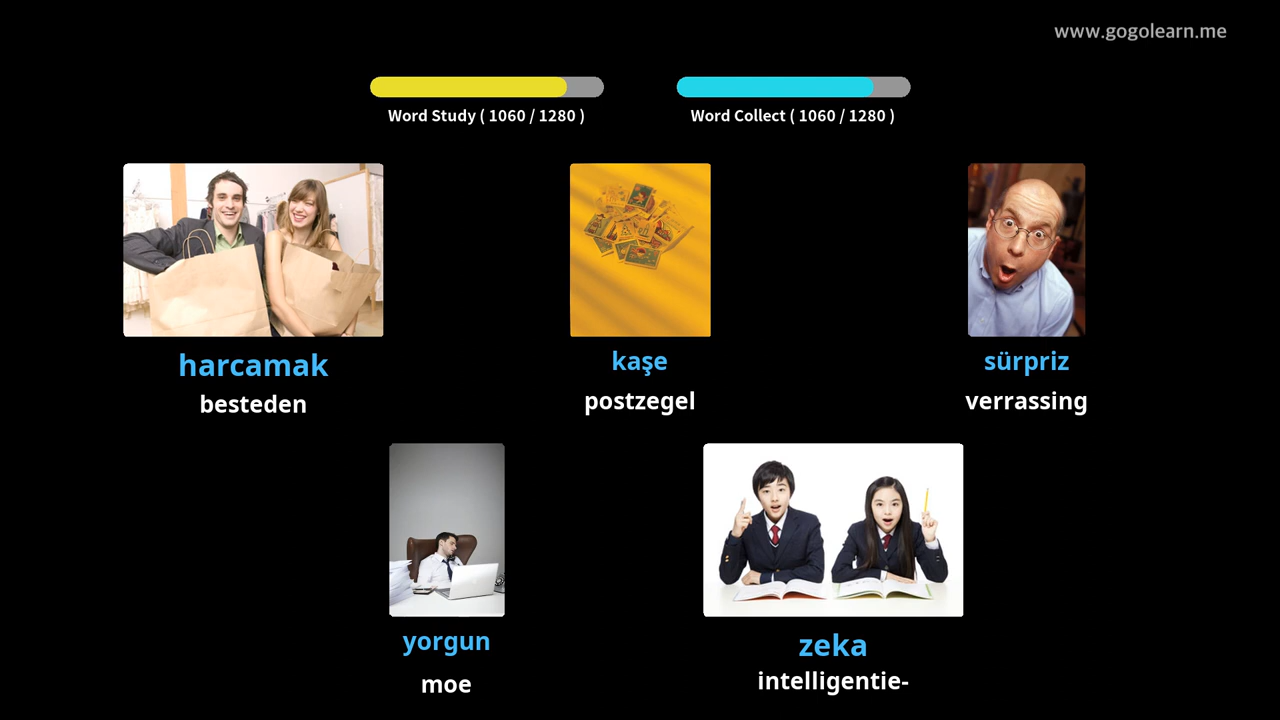 www.gogolearn.me
Word Study ( 1060 / 1280 )
Word Collect ( 1060 / 1280 )
harcamak
besteden
kaşe
postzegel
sürpriz
verrassing
yorgun
moe
zeka
intelligentie-